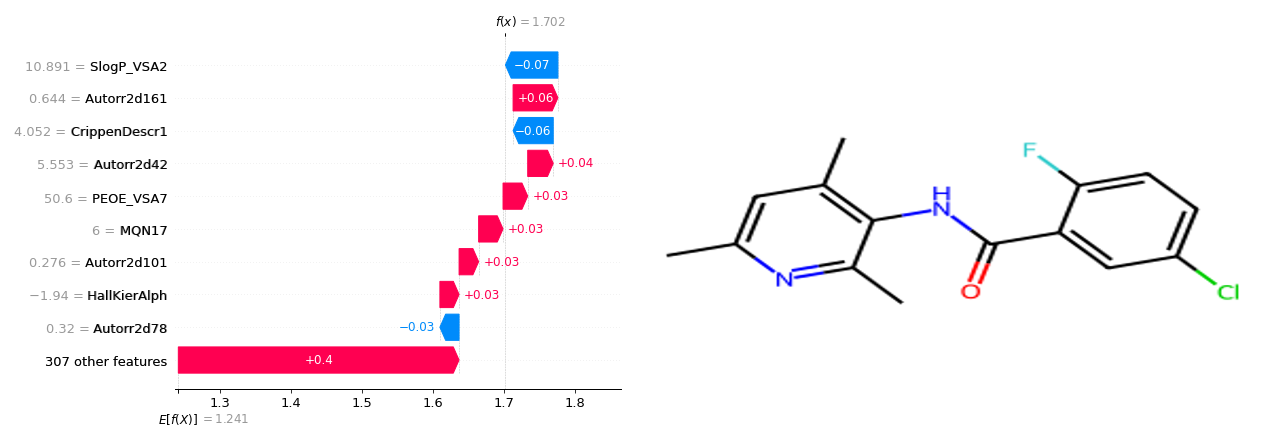 f(x) = 1.702
10.891 = SlogP_VSA2
−0.07
0.644 = Autorr2d161
+0.06
4.052 = CrippenDescr1
−0.06
5.553 = Autorr2d42
+0.04
50.6 = PEOE_VSA7
+0.03
6 = MQN17
+0.03
0.276 = Autorr2d101
+0.03
−1.94 = HallKierAlph
+0.03
0.32 = Autorr2d78
−0.03
307 other features
+0.4
1.3 1.4 1.5 1.6 1.7 1.8
E[f(X)] = 1.241
F
H
N
N
O
Cl